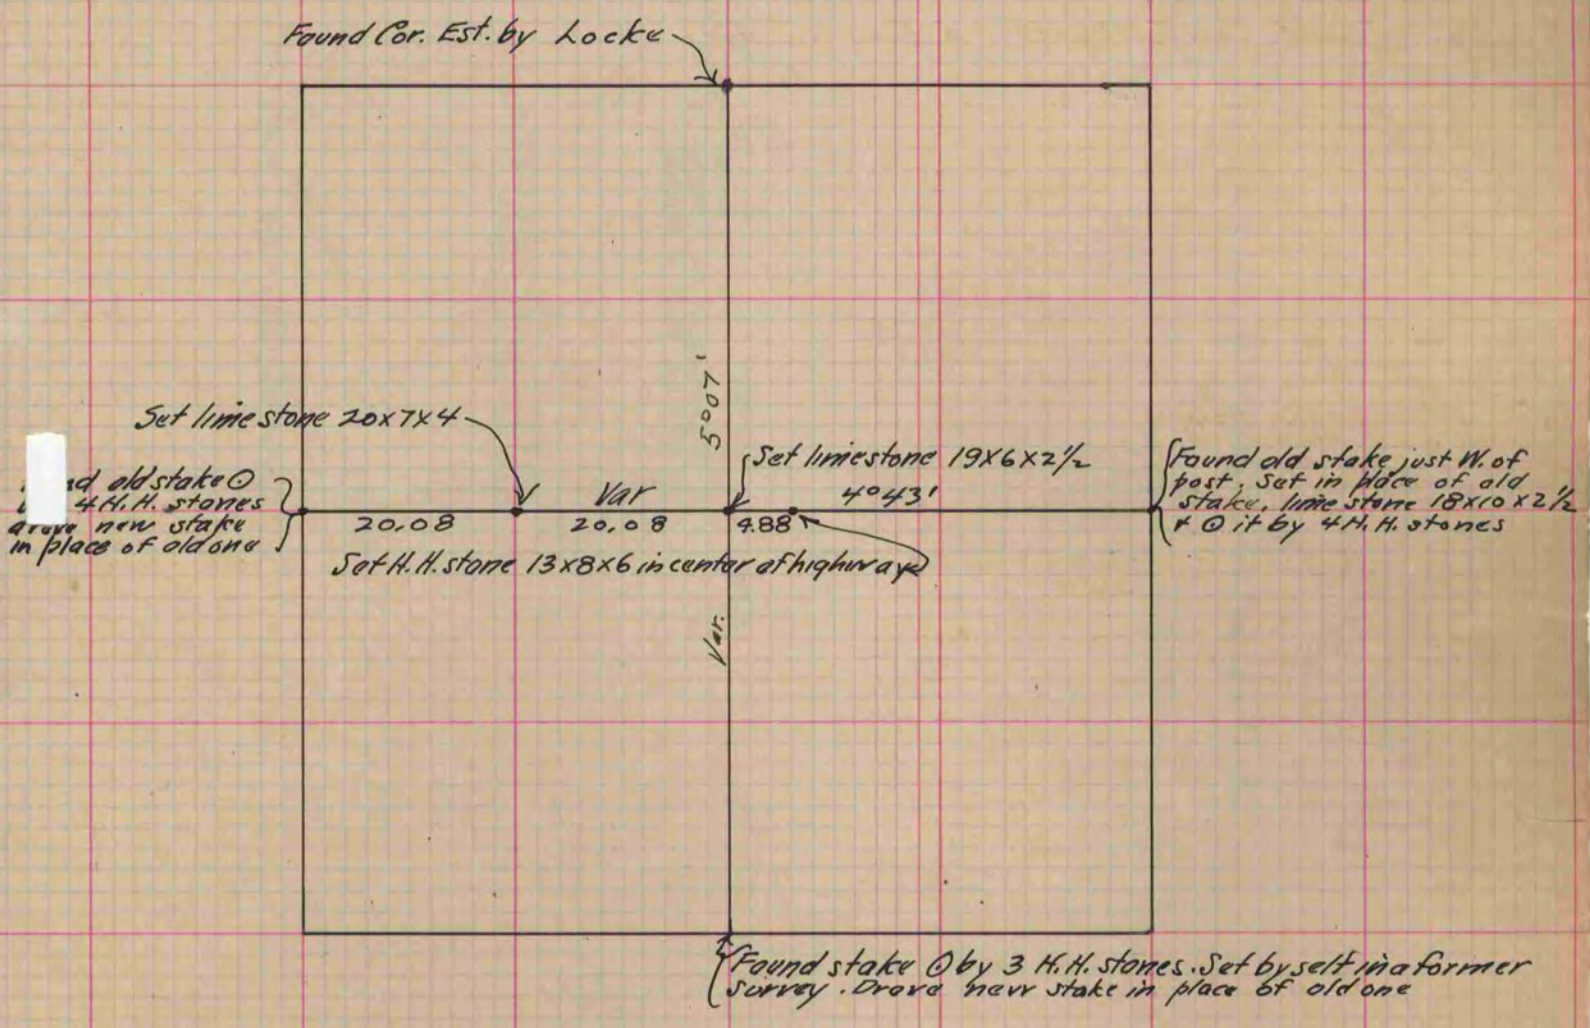 Found Cor. Est. by Locke
5°07'
Set lime stone 20x7x4
Set limestone 19x6x2½
old stake ⊙
4 H.H. stones
drove new stake
in place of old one
Var
4°43'
20.08
20.08
4.88
Found old stake just W. of
post. Set in place of old
stake, lime stone 18x10x2½
+ ⊙ it by 4 H.H. stones
Set H.H. stone 13x8x6 in center of highway
Var.
Found stake ⊙ by 3 H.H. stones. Set by self in a former
survey. Drove new stake in place of old one